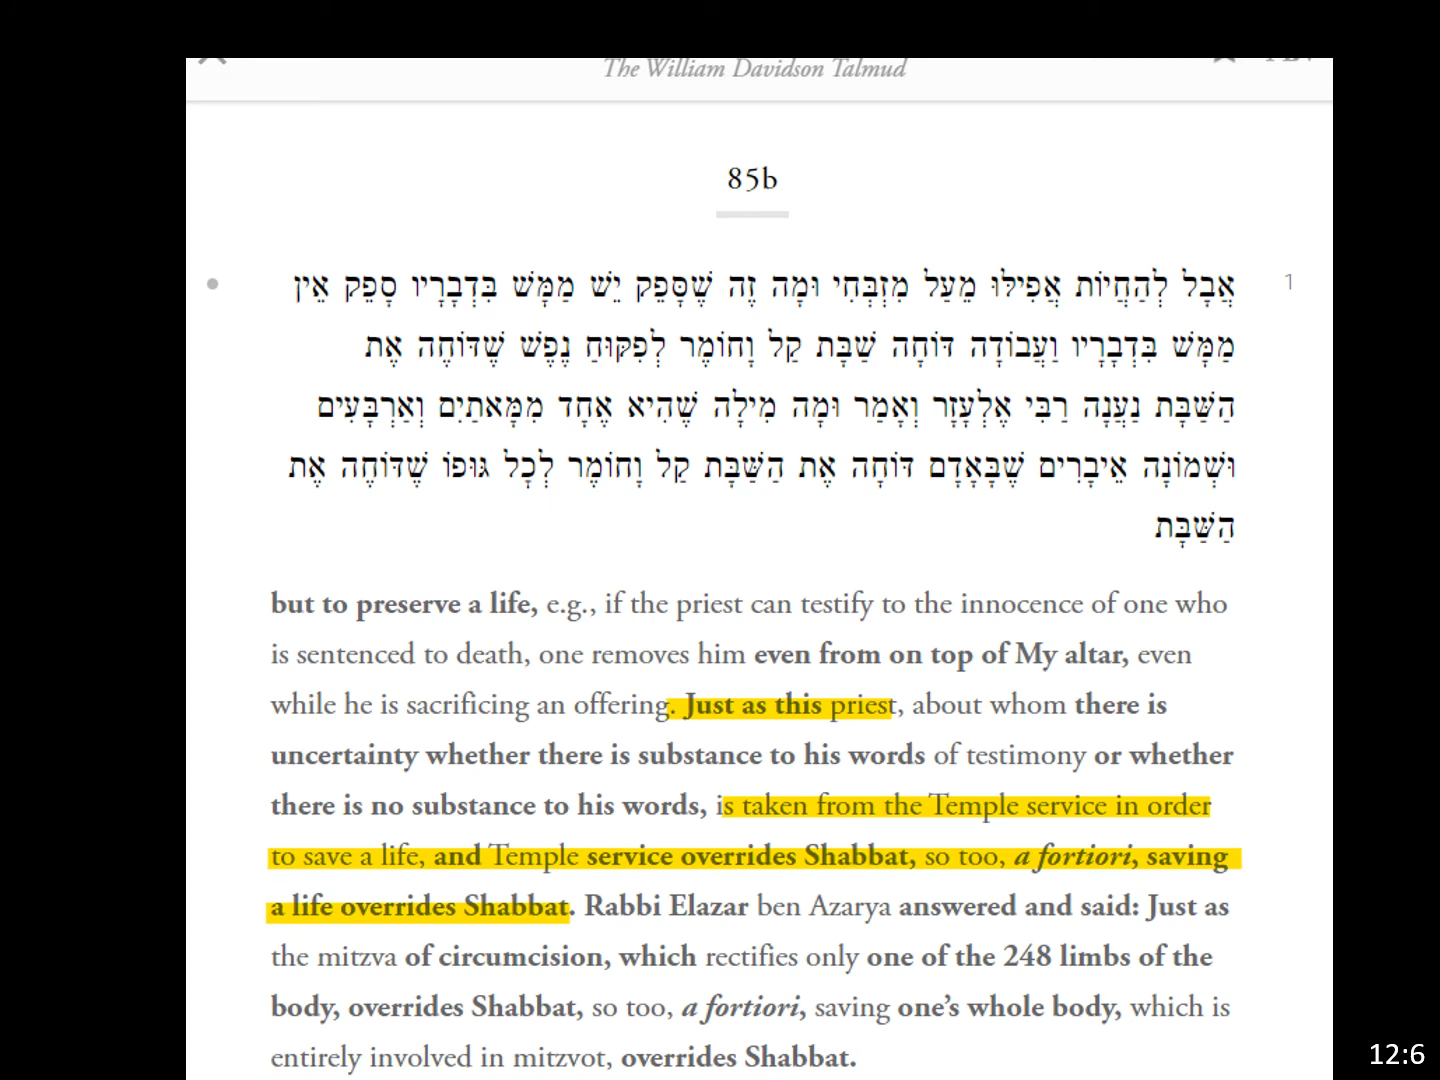 The William Davidson Talmud
85b
1
אֲבָל לְהַחֲיוֹת אֲפִילּוּ מֵעַל מִזְבְּחִי וּמָה זֶה שֶׁסָּפֵק יֵשׁ מַמָּשׁ בִּדְבָרָיו סָפֵק אֵין
מַמָּשׁ בִּדְבָרָיו וַעֲבוֹדָה דּוֹחָה שַׁבָּת קַל וָחוֹמֶר לְפִקּוּחַ נֶפֶשׁ שֶׁדּוֹחֶה אֶת
הַשַּׁבָּת נַעֲנָה רַבִּי אֶלְעָזָר וְאָמַר וּמָה מִילָה שֶׁהִיא אֶחָד מִמָּאתַיִם וְאַרְבָּעִים
וּשְׁמוֹנָה אֵיבָרִים שֶׁבָּאָדָם דּוֹחָה אֶת הַשַּׁבָּת קַל וָחוֹמֶר לְכׇל גּוּפוֹ שֶׁדּוֹחֶה אֶת
הַשַּׁבָּת
but to preserve a life, e.g., if the priest can testify to the innocence of one who
is sentenced to death, one removes him even from on top of My altar, even
while he is sacrificing an offering. Just as this priest, about whom there is
uncertainty whether there is substance to his words of testimony or whether
there is no substance to his words, is taken from the Temple service in order
to save a life, and Temple service overrides Shabbat, so too, a fortiori, saving
a life overrides Shabbat. Rabbi Elazar ben Azarya answered and said: Just as
the mitzva of circumcision, which rectifies only one of the 248 limbs of the
body, overrides Shabbat, so too, a fortiori, saving one’s whole body, which is
entirely involved in mitzvot, overrides Shabbat.
12:6